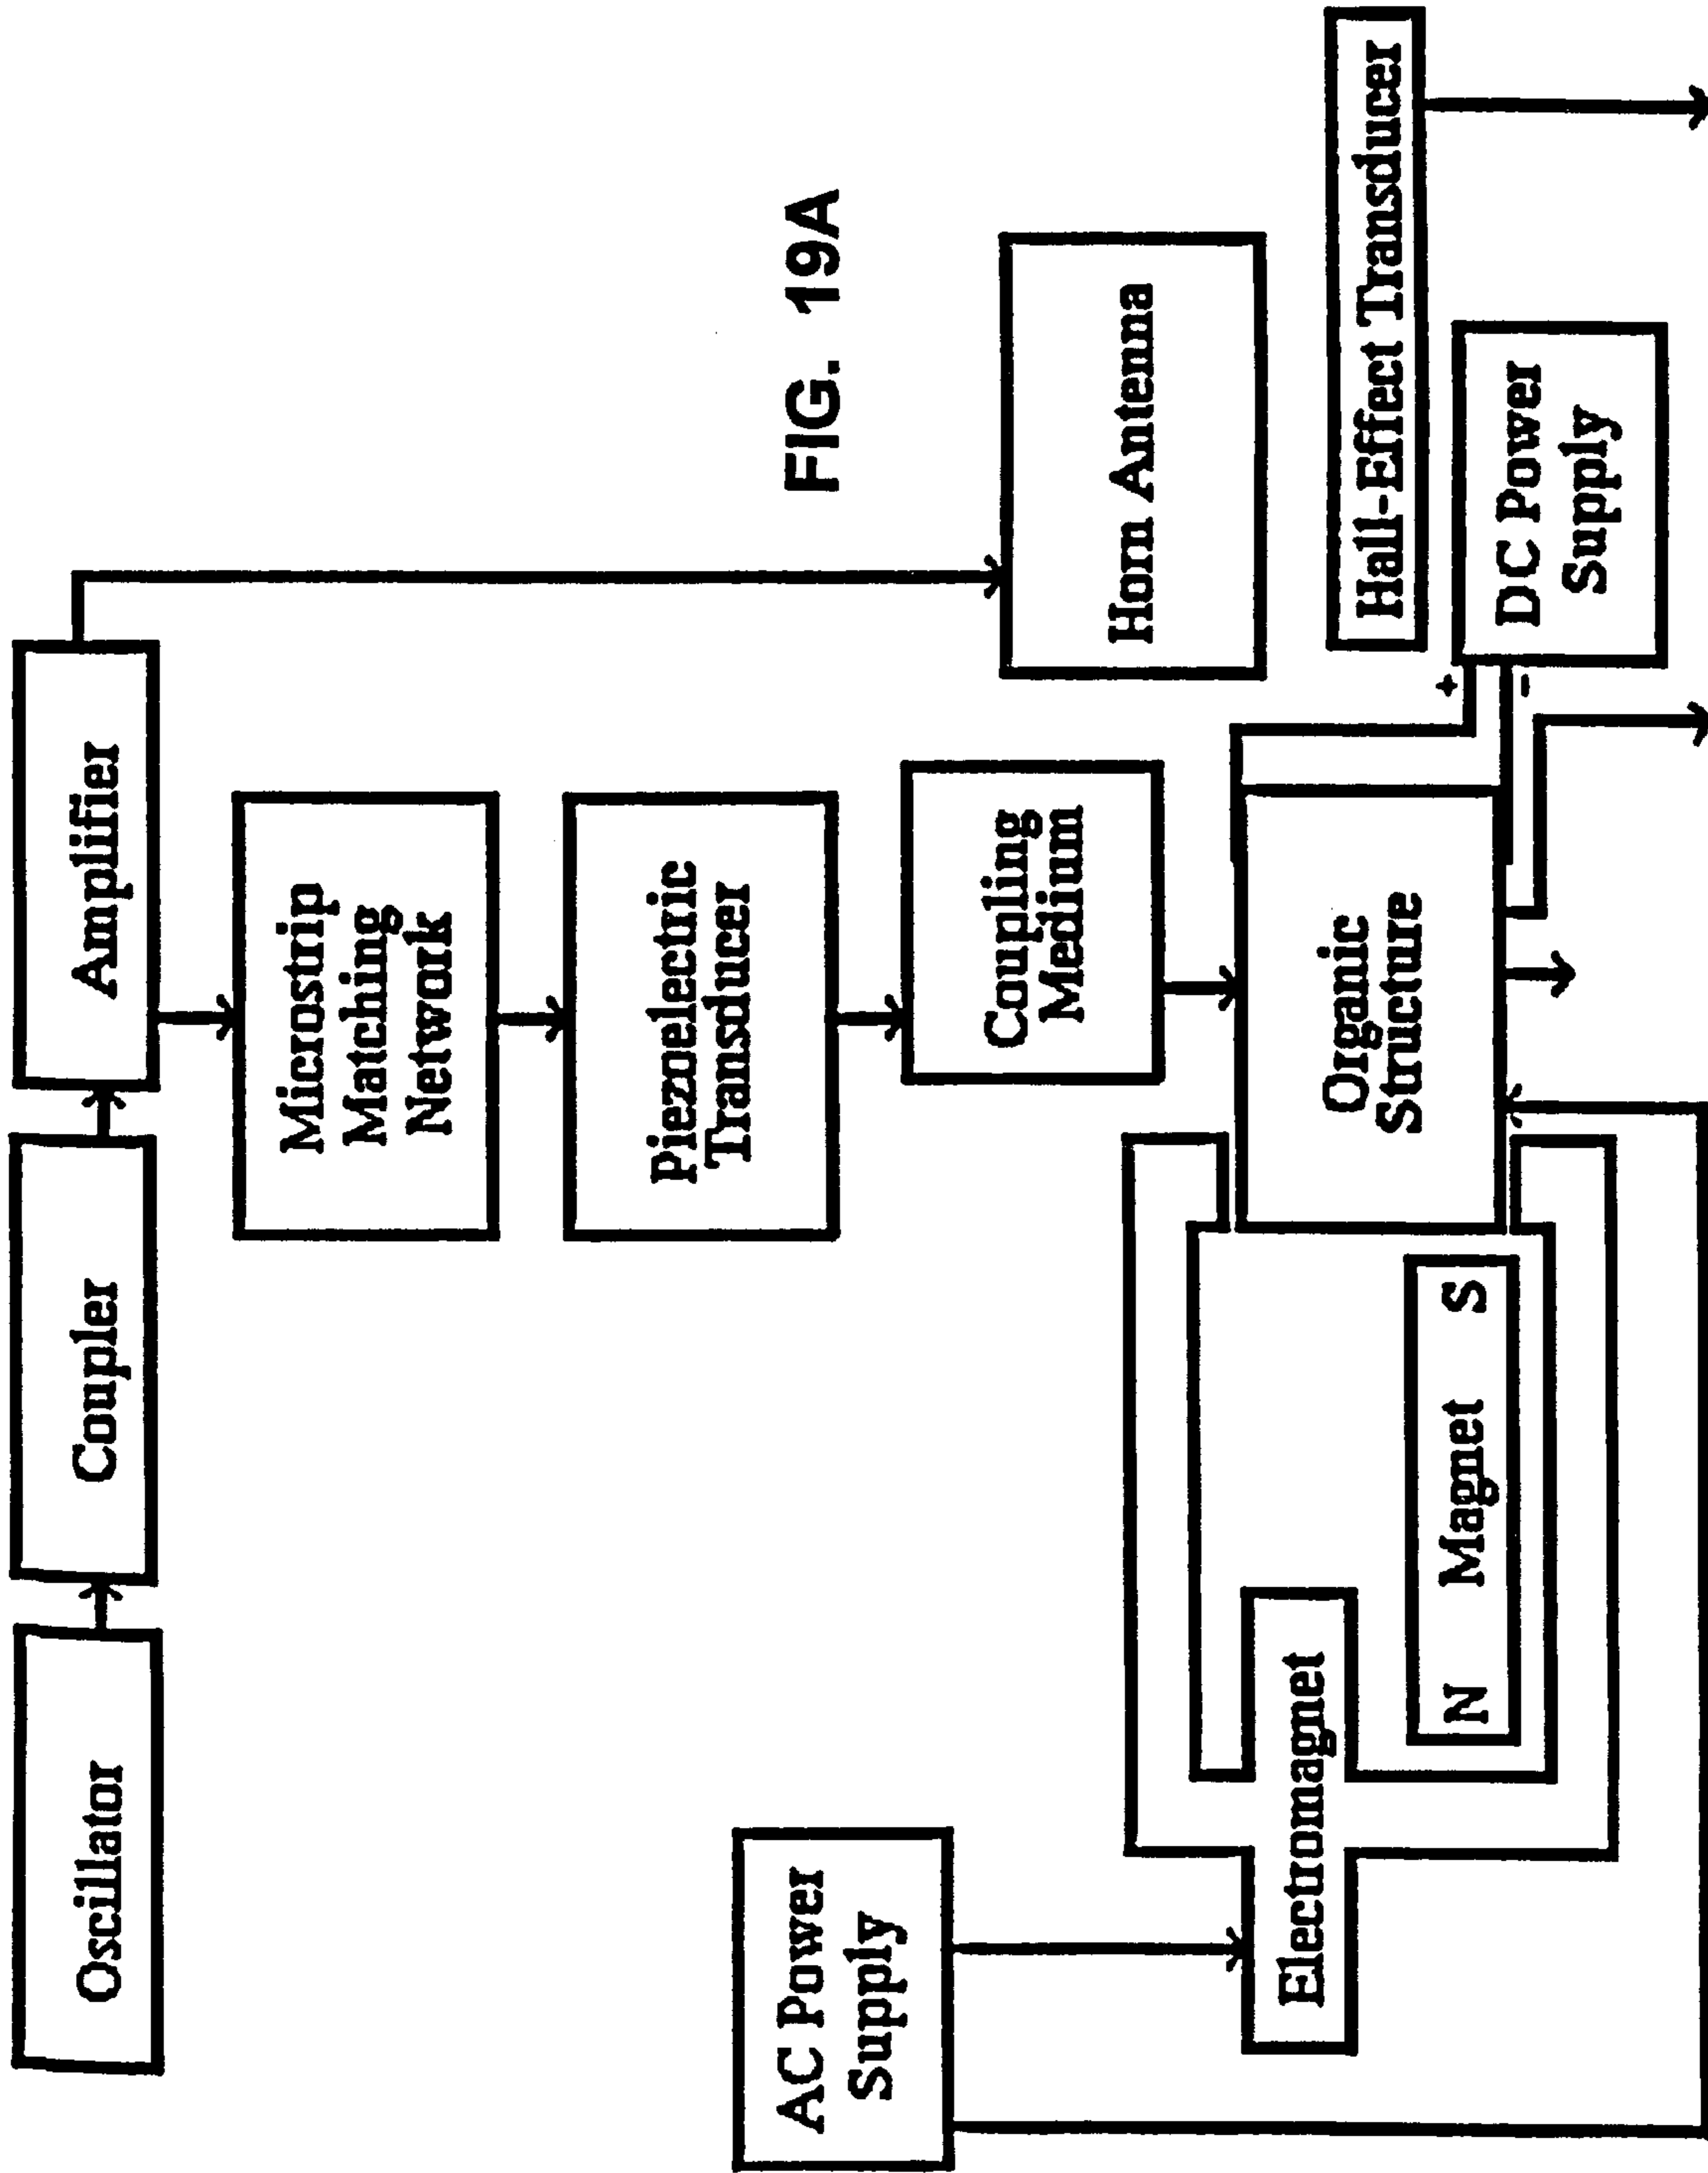 Oscillator
Coupler
Amplifier
Microstrip
Matching
Network
Piezoelectric
Transducer
FIG. 19A
AC Power
Supply
Coupling
Medium
Horn Antenna
Electromagnet
N Magnet S
Organic
Structure
Hall-Effect Transducer
+
-
DC Power
Supply